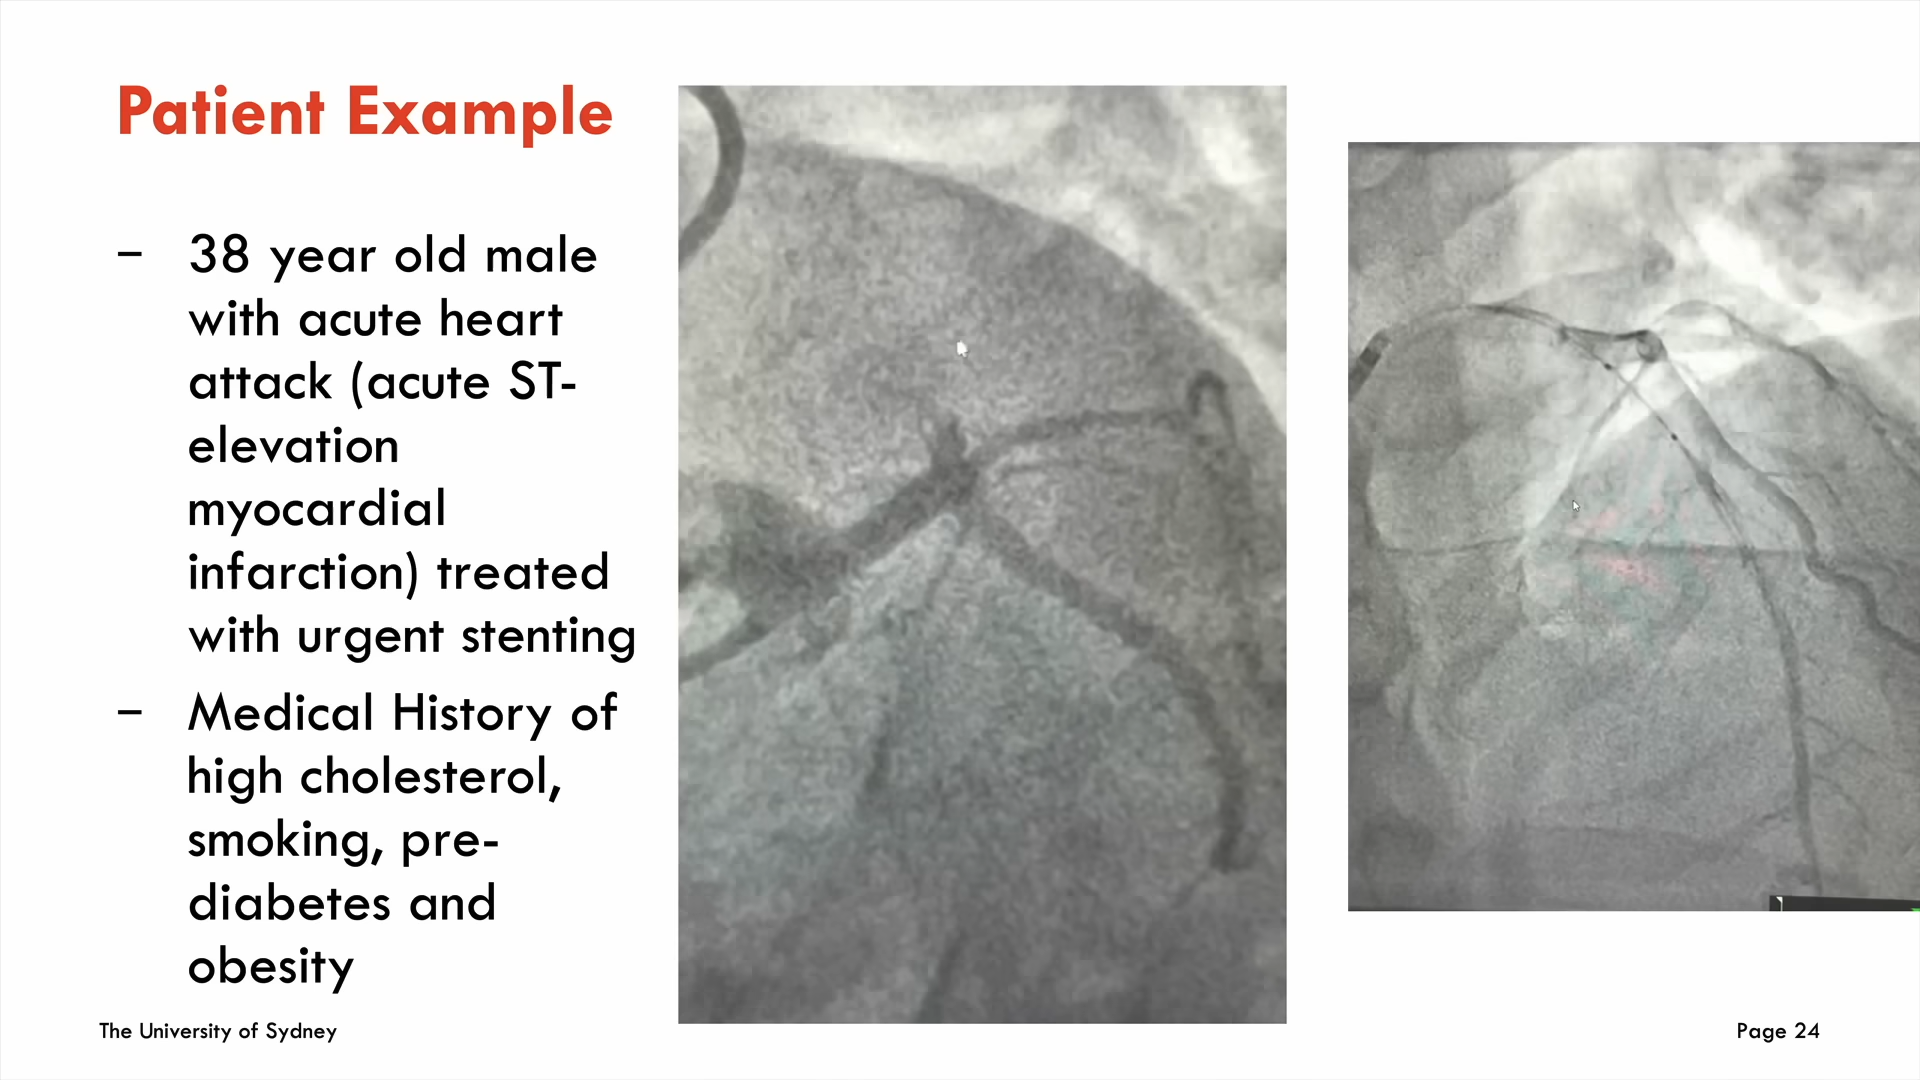 Patient Example
– 38 year old male
with acute heart
attack (acute ST-
elevation
myocardial
infarction) treated
with urgent stenting
– Medical History of
high cholesterol,
smoking, pre-
diabetes and
obesity
The University of Sydney
Page 24